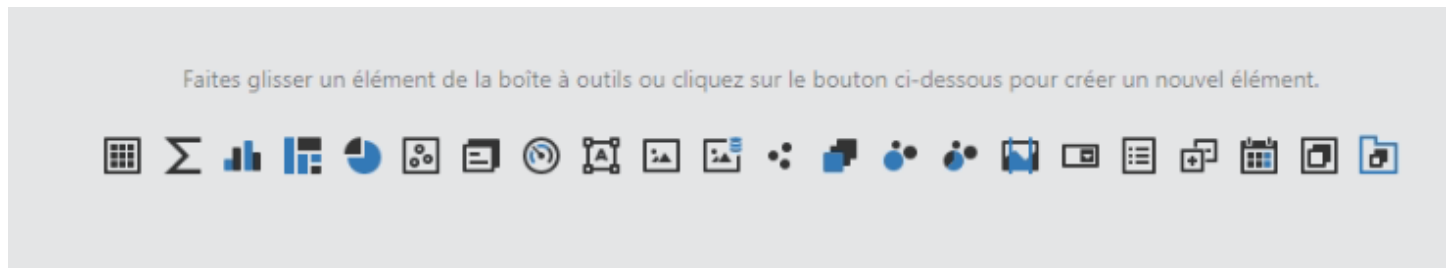 Faites glisser un élément de la boîte à outils ou cliquez sur le bouton ci-dessous pour créer un nouvel élément.
A